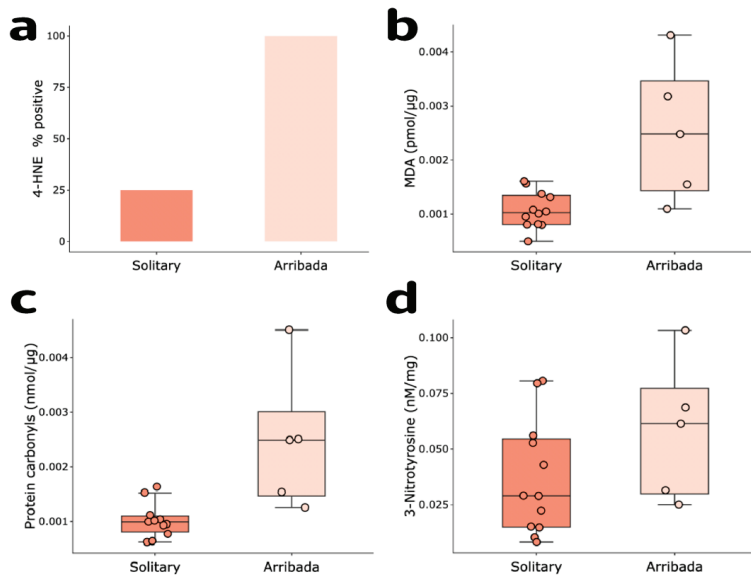 a
4-HNE % positive
100
75
50
25
0
Solitary Arribada
b
MDA (pmol/μg)
0.004
0.003
0.002
0.001
Solitary Arribada
c
Protein carbonyls (nmol/μg)
0.004
0.003
0.002
0.001
Solitary Arribada
d
3-Nitrotyrosine (nM/mg)
0.100
0.075
0.050
0.025
Solitary Arribada